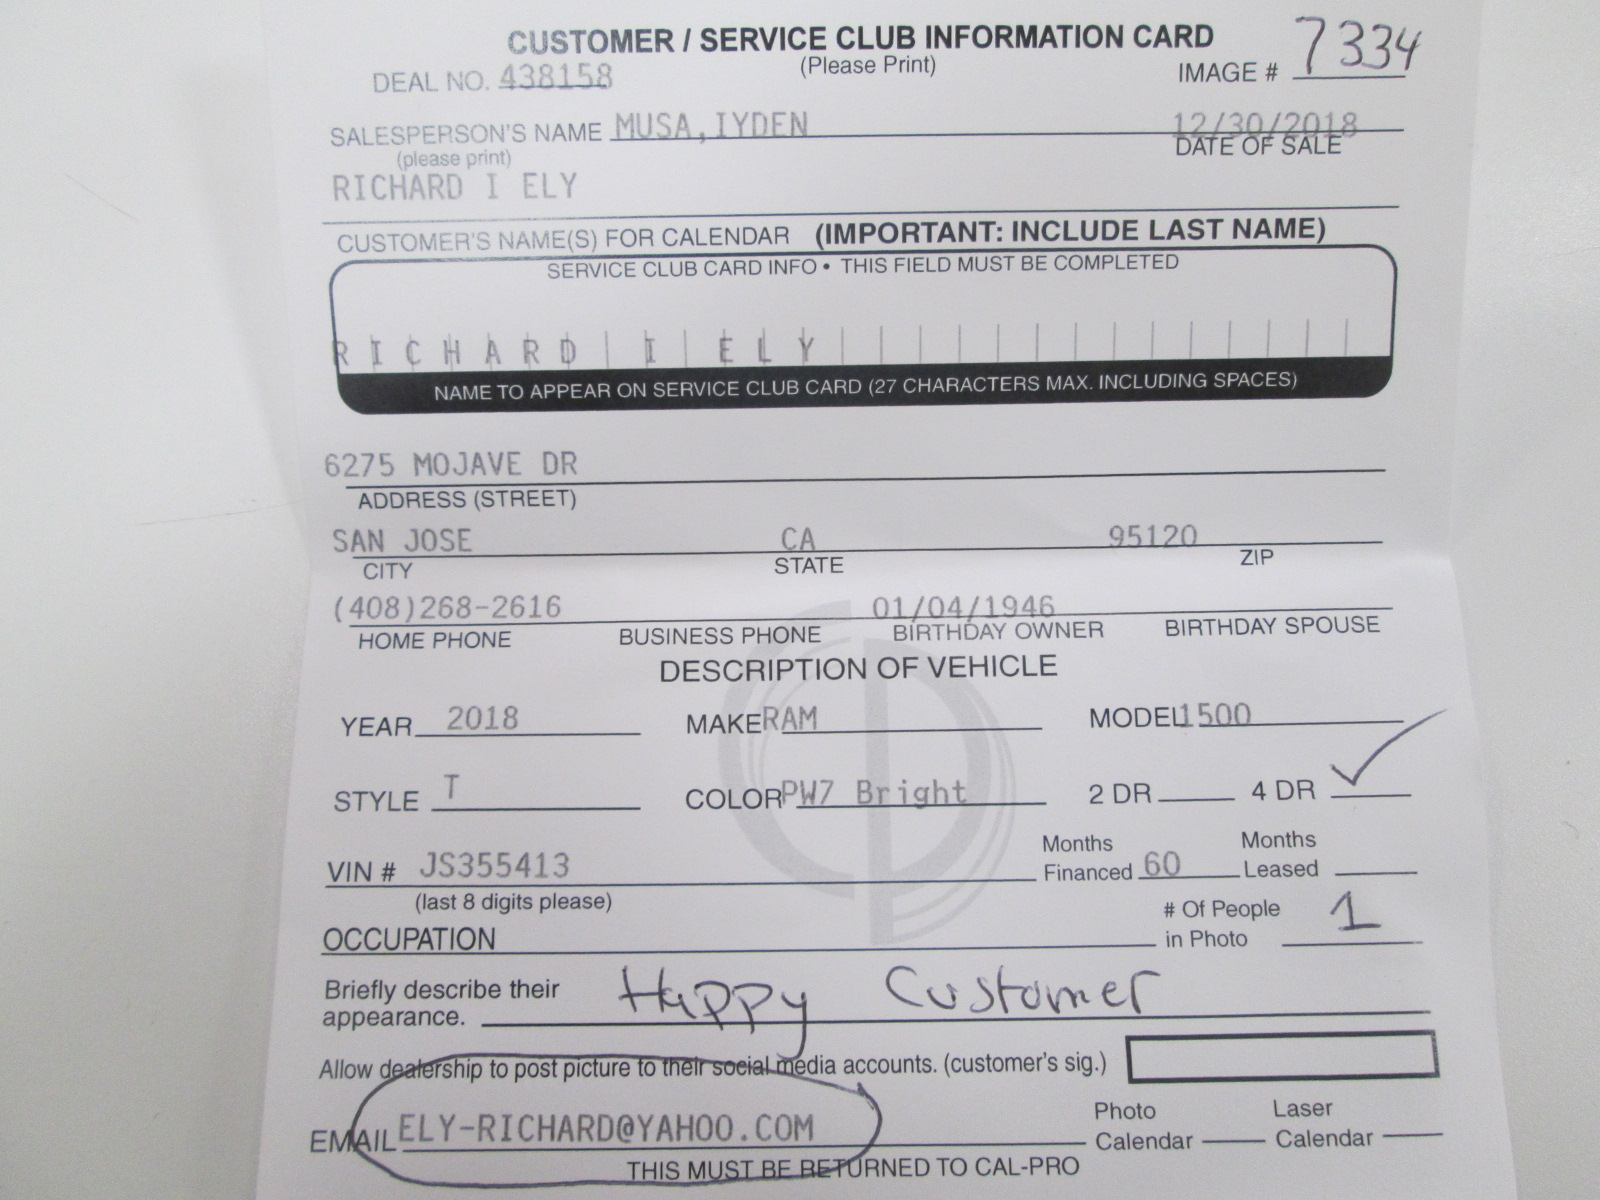 CUSTOMER / SERVICE CLUB INFORMATION CARD
(Please Print)
DEAL NO. 438158
IMAGE # 7334
SALESPERSON'S NAME MUSA,IYDEN
12/30/2018
(please print)
DATE OF SALE
RICHARD I ELY
CUSTOMER'S NAME(S) FOR CALENDAR (IMPORTANT: INCLUDE LAST NAME)
SERVICE CLUB CARD INFO • THIS FIELD MUST BE COMPLETED
RICHARD I ELY
NAME TO APPEAR ON SERVICE CLUB CARD (27 CHARACTERS MAX. INCLUDING SPACES)
6275 MOJAVE DR
ADDRESS (STREET)
SAN JOSE CA 95120
CITY STATE ZIP
(408)268-2616 01/04/1946
HOME PHONE BUSINESS PHONE BIRTHDAY OWNER BIRTHDAY SPOUSE
DESCRIPTION OF VEHICLE
YEAR 2018 MAKE RAM MODEL 1500
STYLE T COLOR PW7 Bright 2 DR 4 DR ✓
VIN # JS355413 Months Financed 60 Months Leased
(last 8 digits please)
OCCUPATION # Of People in Photo 1
Briefly describe their appearance. Happy Customer
Allow dealership to post picture to their social media accounts. (customer's sig.)
EMAIL ELY-RICHARD@YAHOO.COM Photo Calendar Laser Calendar
THIS MUST BE RETURNED TO CAL-PRO